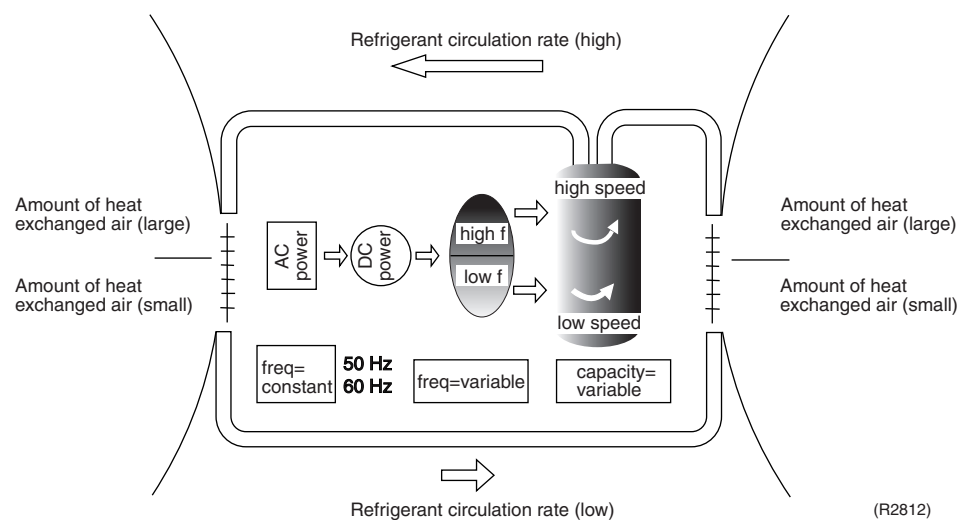 Refrigerant circulation rate (high)
high speed
Amount of heat
exchanged air (large)
Amount of heat
exchanged air (large)
AC
power
DC
power
high f
low f
Amount of heat
exchanged air (small)
Amount of heat
exchanged air (small)
low speed
freq=
constant
50 Hz
60 Hz
freq=variable
capacity=
variable
Refrigerant circulation rate (low)
(R2812)